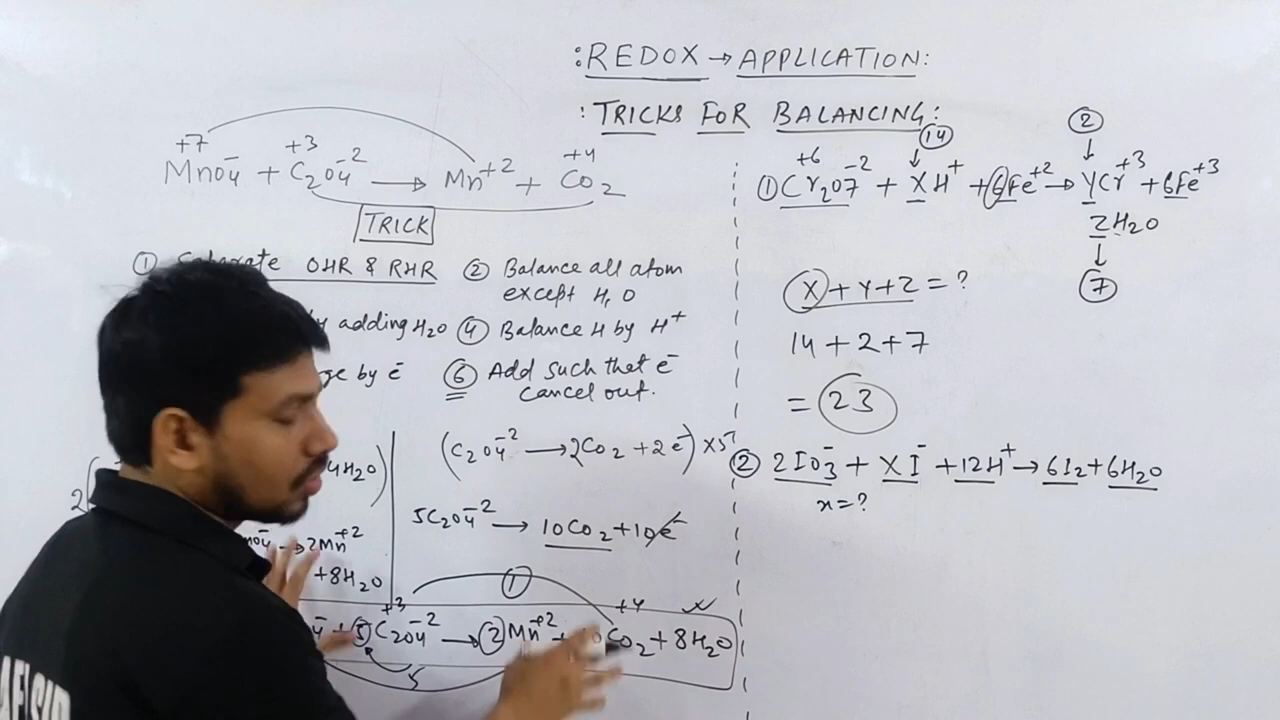 : REDOX → APPLICATION :
: TRICKS FOR BALANCING :
+7 +3 +4
MnO4⁻ + C2O4⁻² → Mn⁺² + CO2
TRICK
① OHR & RHR
② Balance all atom
except H, O
adding H2O
④ Balance H by H⁺
by e⁻
⑥ Add such that e⁻
cancel out.
4H2O)
(C2O4⁻² → 2CO2 + 2e⁻) × 5
5C2O4⁻² → 10CO2 + 10e⁻
→ 2Mn⁺²
+ 8H2O
①
+3 +4
5 C2O4⁻² → 2 Mn⁺² + CO2 + 8H2O
5
14 2
+6
① Cr2O7⁻² + XH⁺ + 6Fe⁺² → YCr⁺³ + 6Fe⁺³
ZH2O
7
X + Y + Z = ?
14 + 2 + 7
= 23
② 2IO3⁻ + XI⁻ + 12H⁺ → 6I2 + 6H2O
x = ?